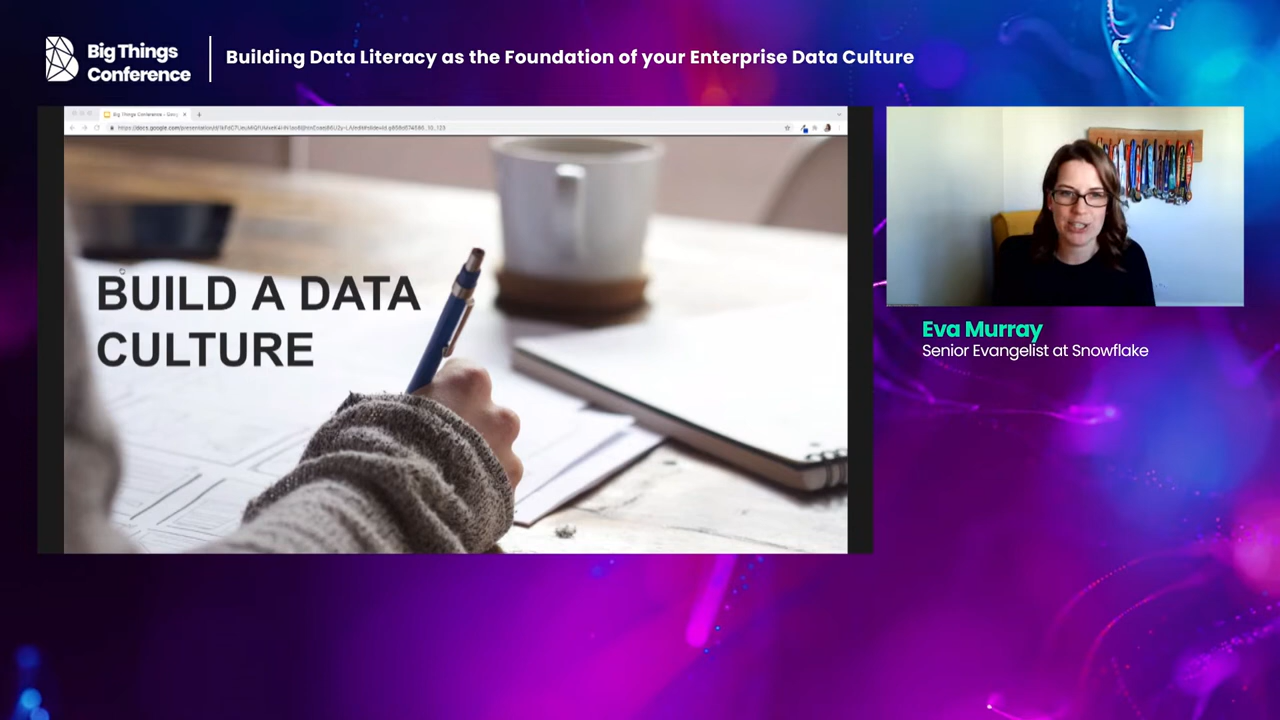 Big Things
Conference
Building Data Literacy as the Foundation of your Enterprise Data Culture
BUILD A DATA
CULTURE
Eva Murray
Senior Evangelist at Snowflake